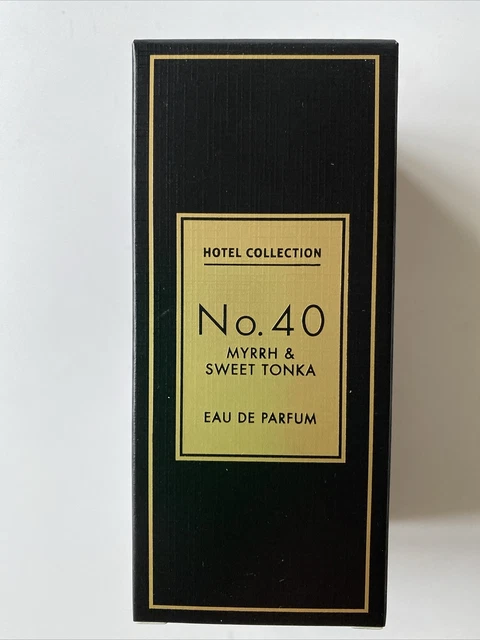 HOTEL COLLECTION
No. 40
MYRRH &
SWEET TONKA
EAU DE PARFUM